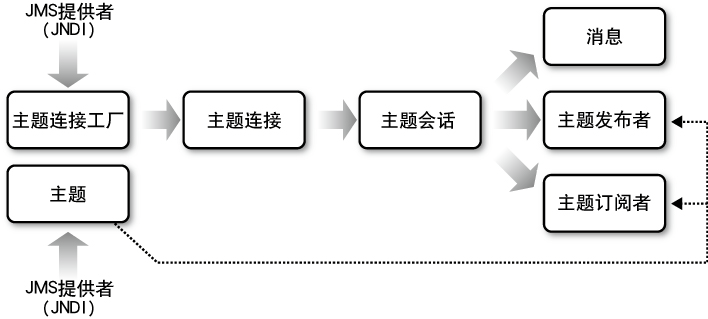 JMS提供者
（JNDI）
主题连接工厂
主题连接
主题会话
消息
主题发布者
主题订阅者
主题
JMS提供者
（JNDI）